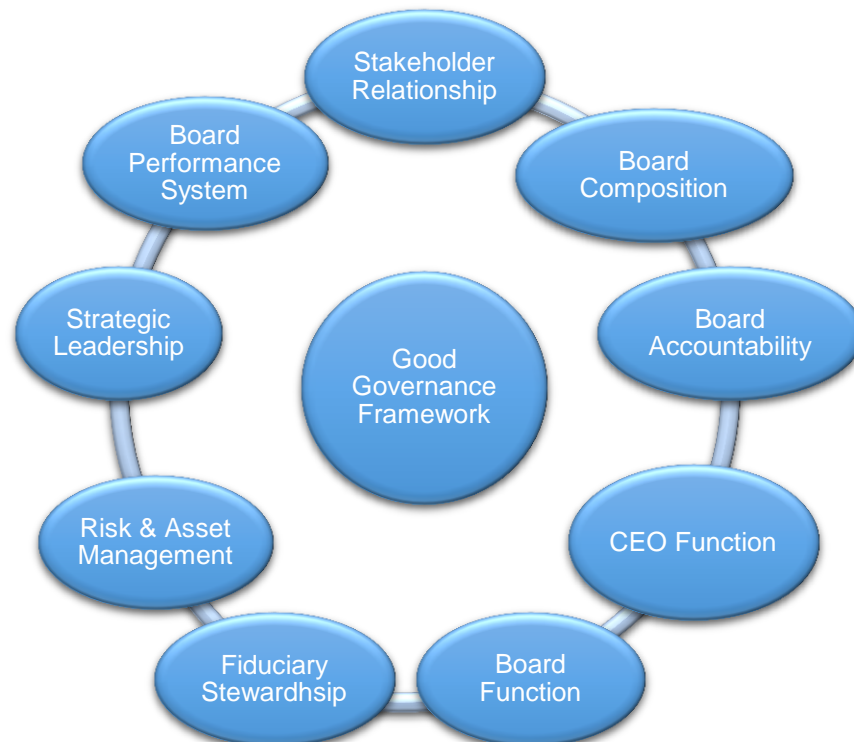 Stakeholder
Relationship
Board
Composition
Board
Accountability
CEO Function
Board
Function
Fiduciary
Stewardhsip
Risk & Asset
Management
Strategic
Leadership
Board
Performance
System
Good
Governance
Framework